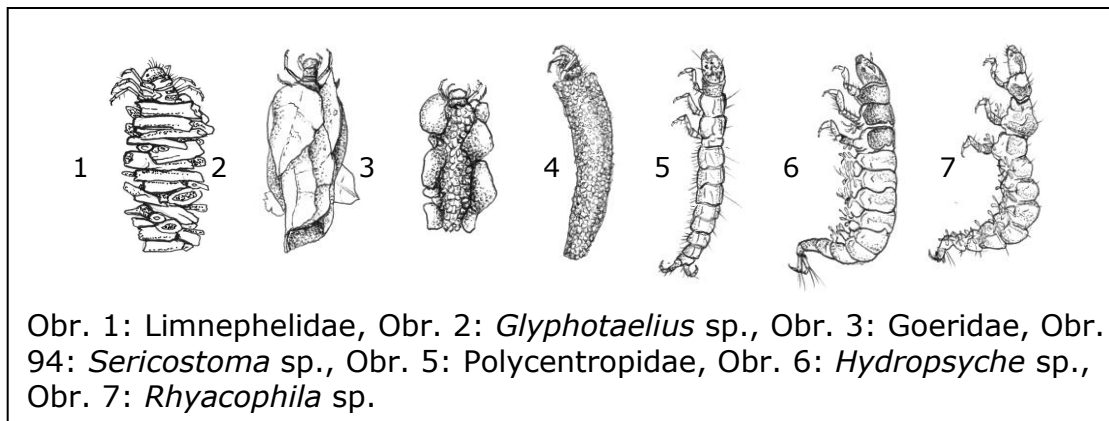 1 2 3 4 5 6 7
Obr. 1: Limnephelidae, Obr. 2: Glyphotaelius sp., Obr. 3: Goeridae, Obr.
94: Sericostoma sp., Obr. 5: Polycentropidae, Obr. 6: Hydropsyche sp.,
Obr. 7: Rhyacophila sp.